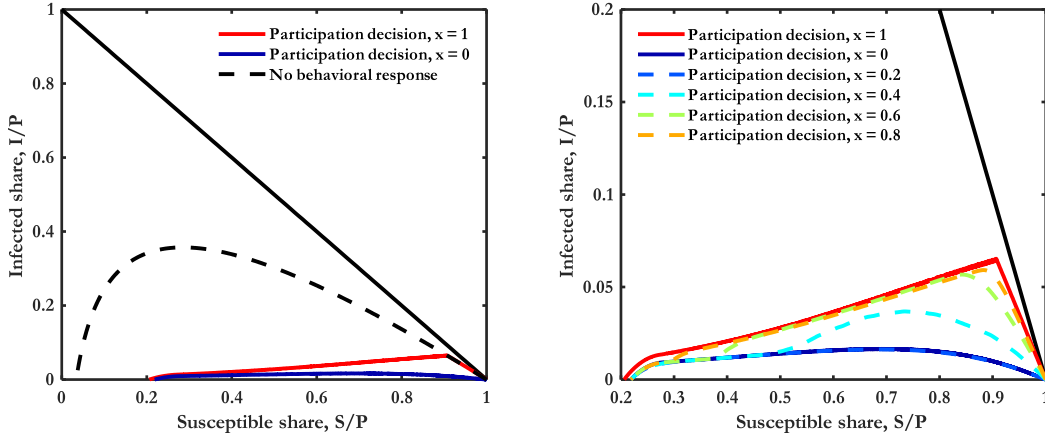 1
0.8
0.6
0.4
0.2
0
0 0.2 0.4 0.6 0.8 1
Infected share, I/P
Susceptible share, S/P
Participation decision, x = 1
Participation decision, x = 0
No behavioral response
0.2
0.15
0.1
0.05
0
0.2 0.3 0.4 0.5 0.6 0.7 0.8 0.9 1
Infected share, I/P
Susceptible share, S/P
Participation decision, x = 1
Participation decision, x = 0
Participation decision, x = 0.2
Participation decision, x = 0.4
Participation decision, x = 0.6
Participation decision, x = 0.8